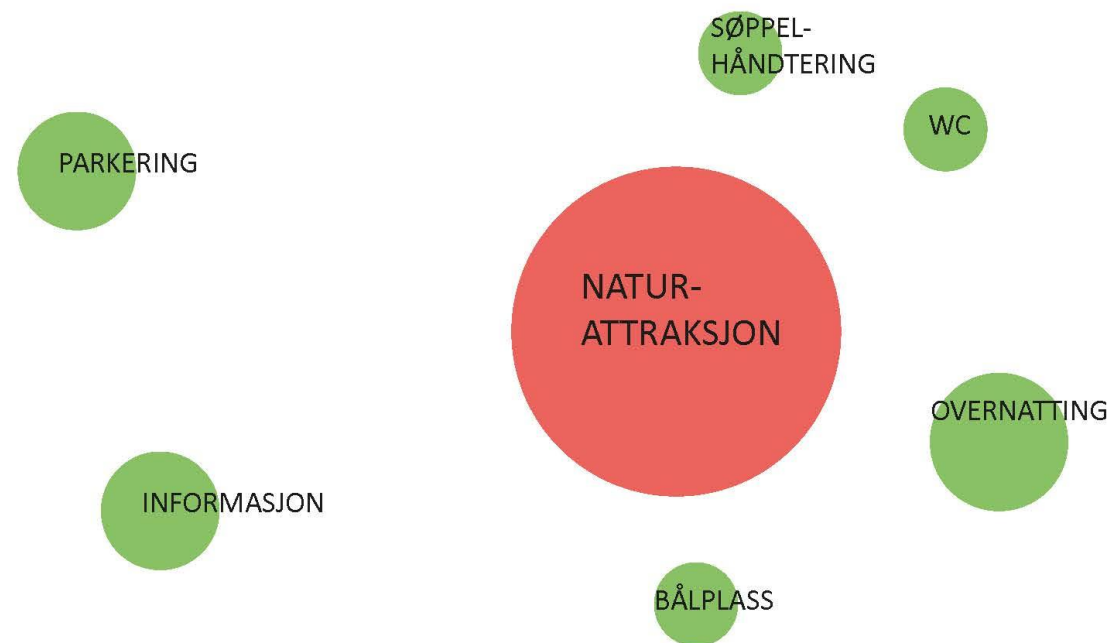 SØPPEL-
HÅNDTERING
WC
PARKERING
NATUR-
ATTRAKSJON
OVERNATTING
INFORMASJON
BÅLPLASS